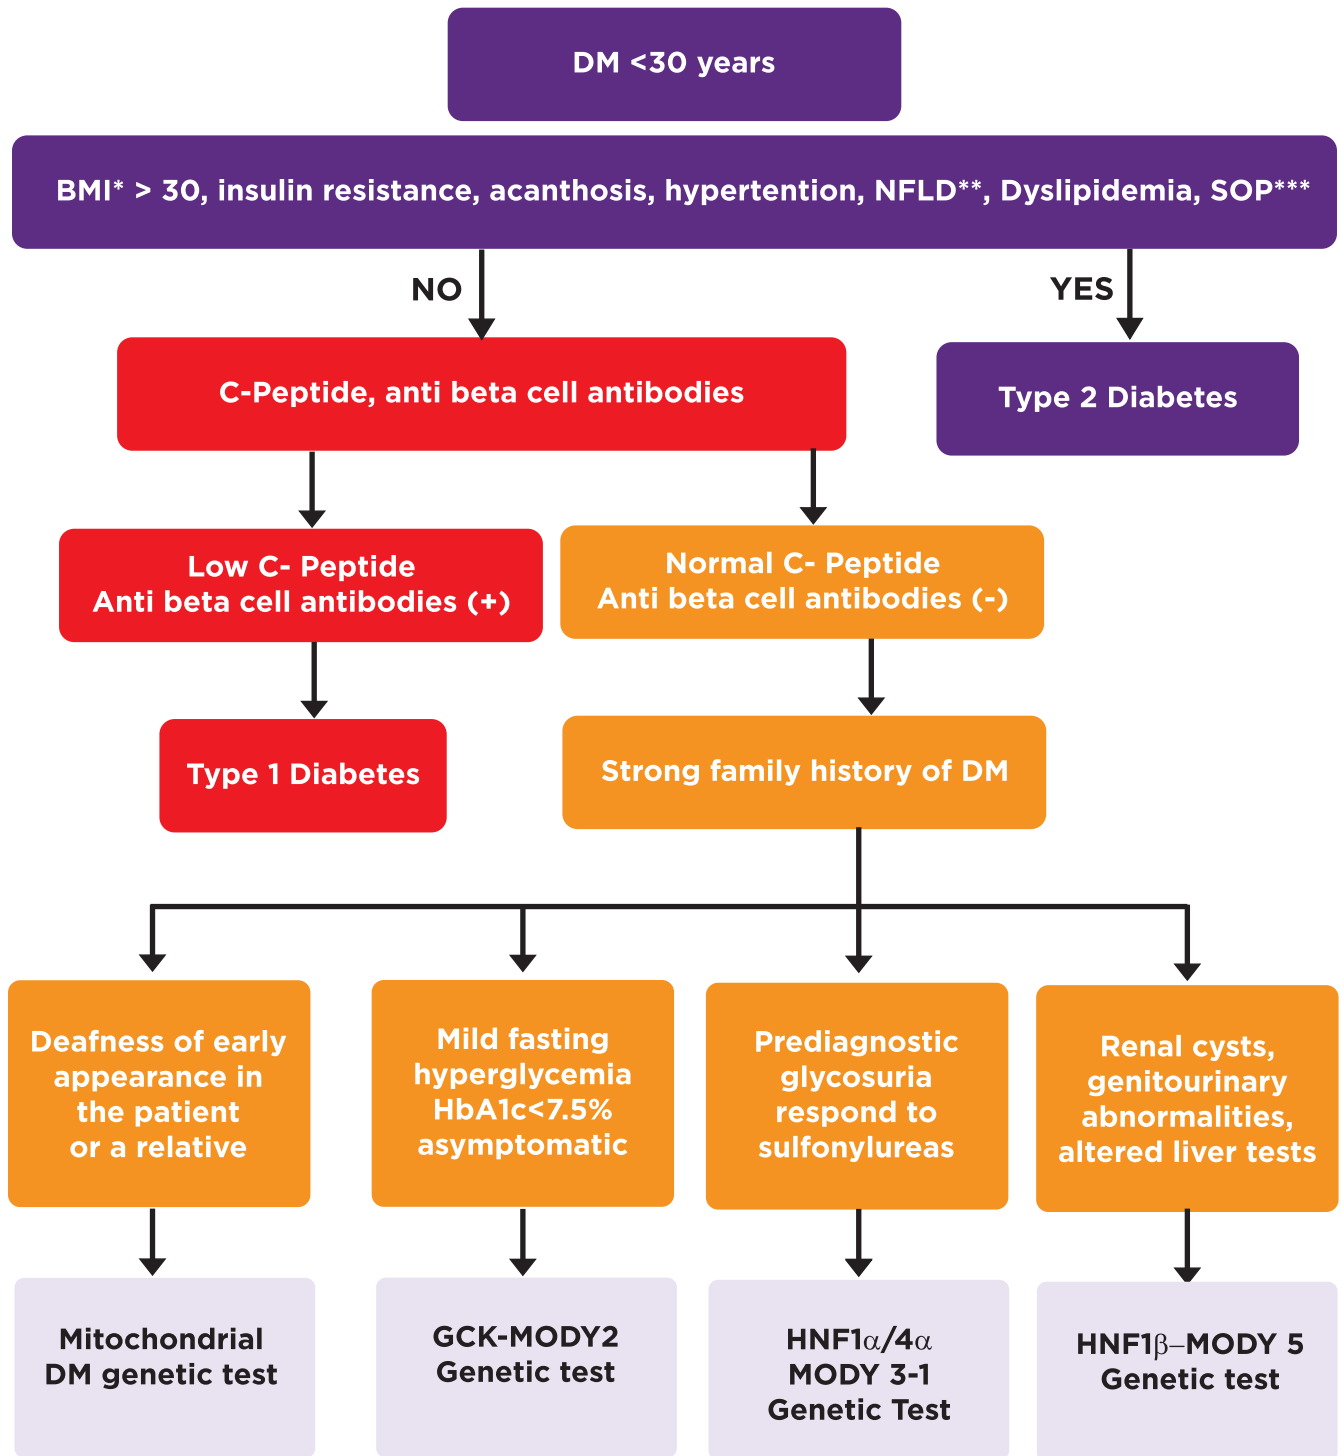 DM <30 years
BMI* > 30, insulin resistance, acanthosis, hypertention, NFLD**, Dyslipidemia, SOP***
NO
YES
C-Peptide, anti beta cell antibodies
Type 2 Diabetes
Low C- Peptide
Anti beta cell antibodies (+)
Normal C- Peptide
Anti beta cell antibodies (-)
Type 1 Diabetes
Strong family history of DM
Deafness of early
appearance in
the patient
or a relative
Mild fasting
hyperglycemia
HbA1c<7.5%
asymptomatic
Prediagnostic
glycosuria
respond to
sulfonylureas
Renal cysts,
genitourinary
abnormalities,
altered liver tests
Mitochondrial
DM genetic test
GCK-MODY2
Genetic test
HNF1α/4α
MODY 3-1
Genetic Test
HNF1β–MODY 5
Genetic test